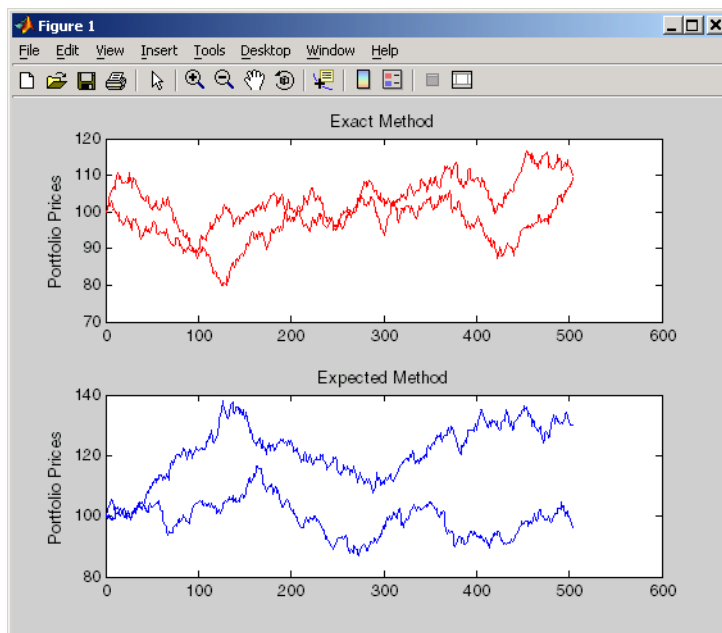 Figure 1
File Edit View Insert Tools Desktop Window Help
Exact Method
120
110
100
90
80
70
Portfolio Prices
0 100 200 300 400 500 600
Expected Method
140
120
100
80
Portfolio Prices
0 100 200 300 400 500 600